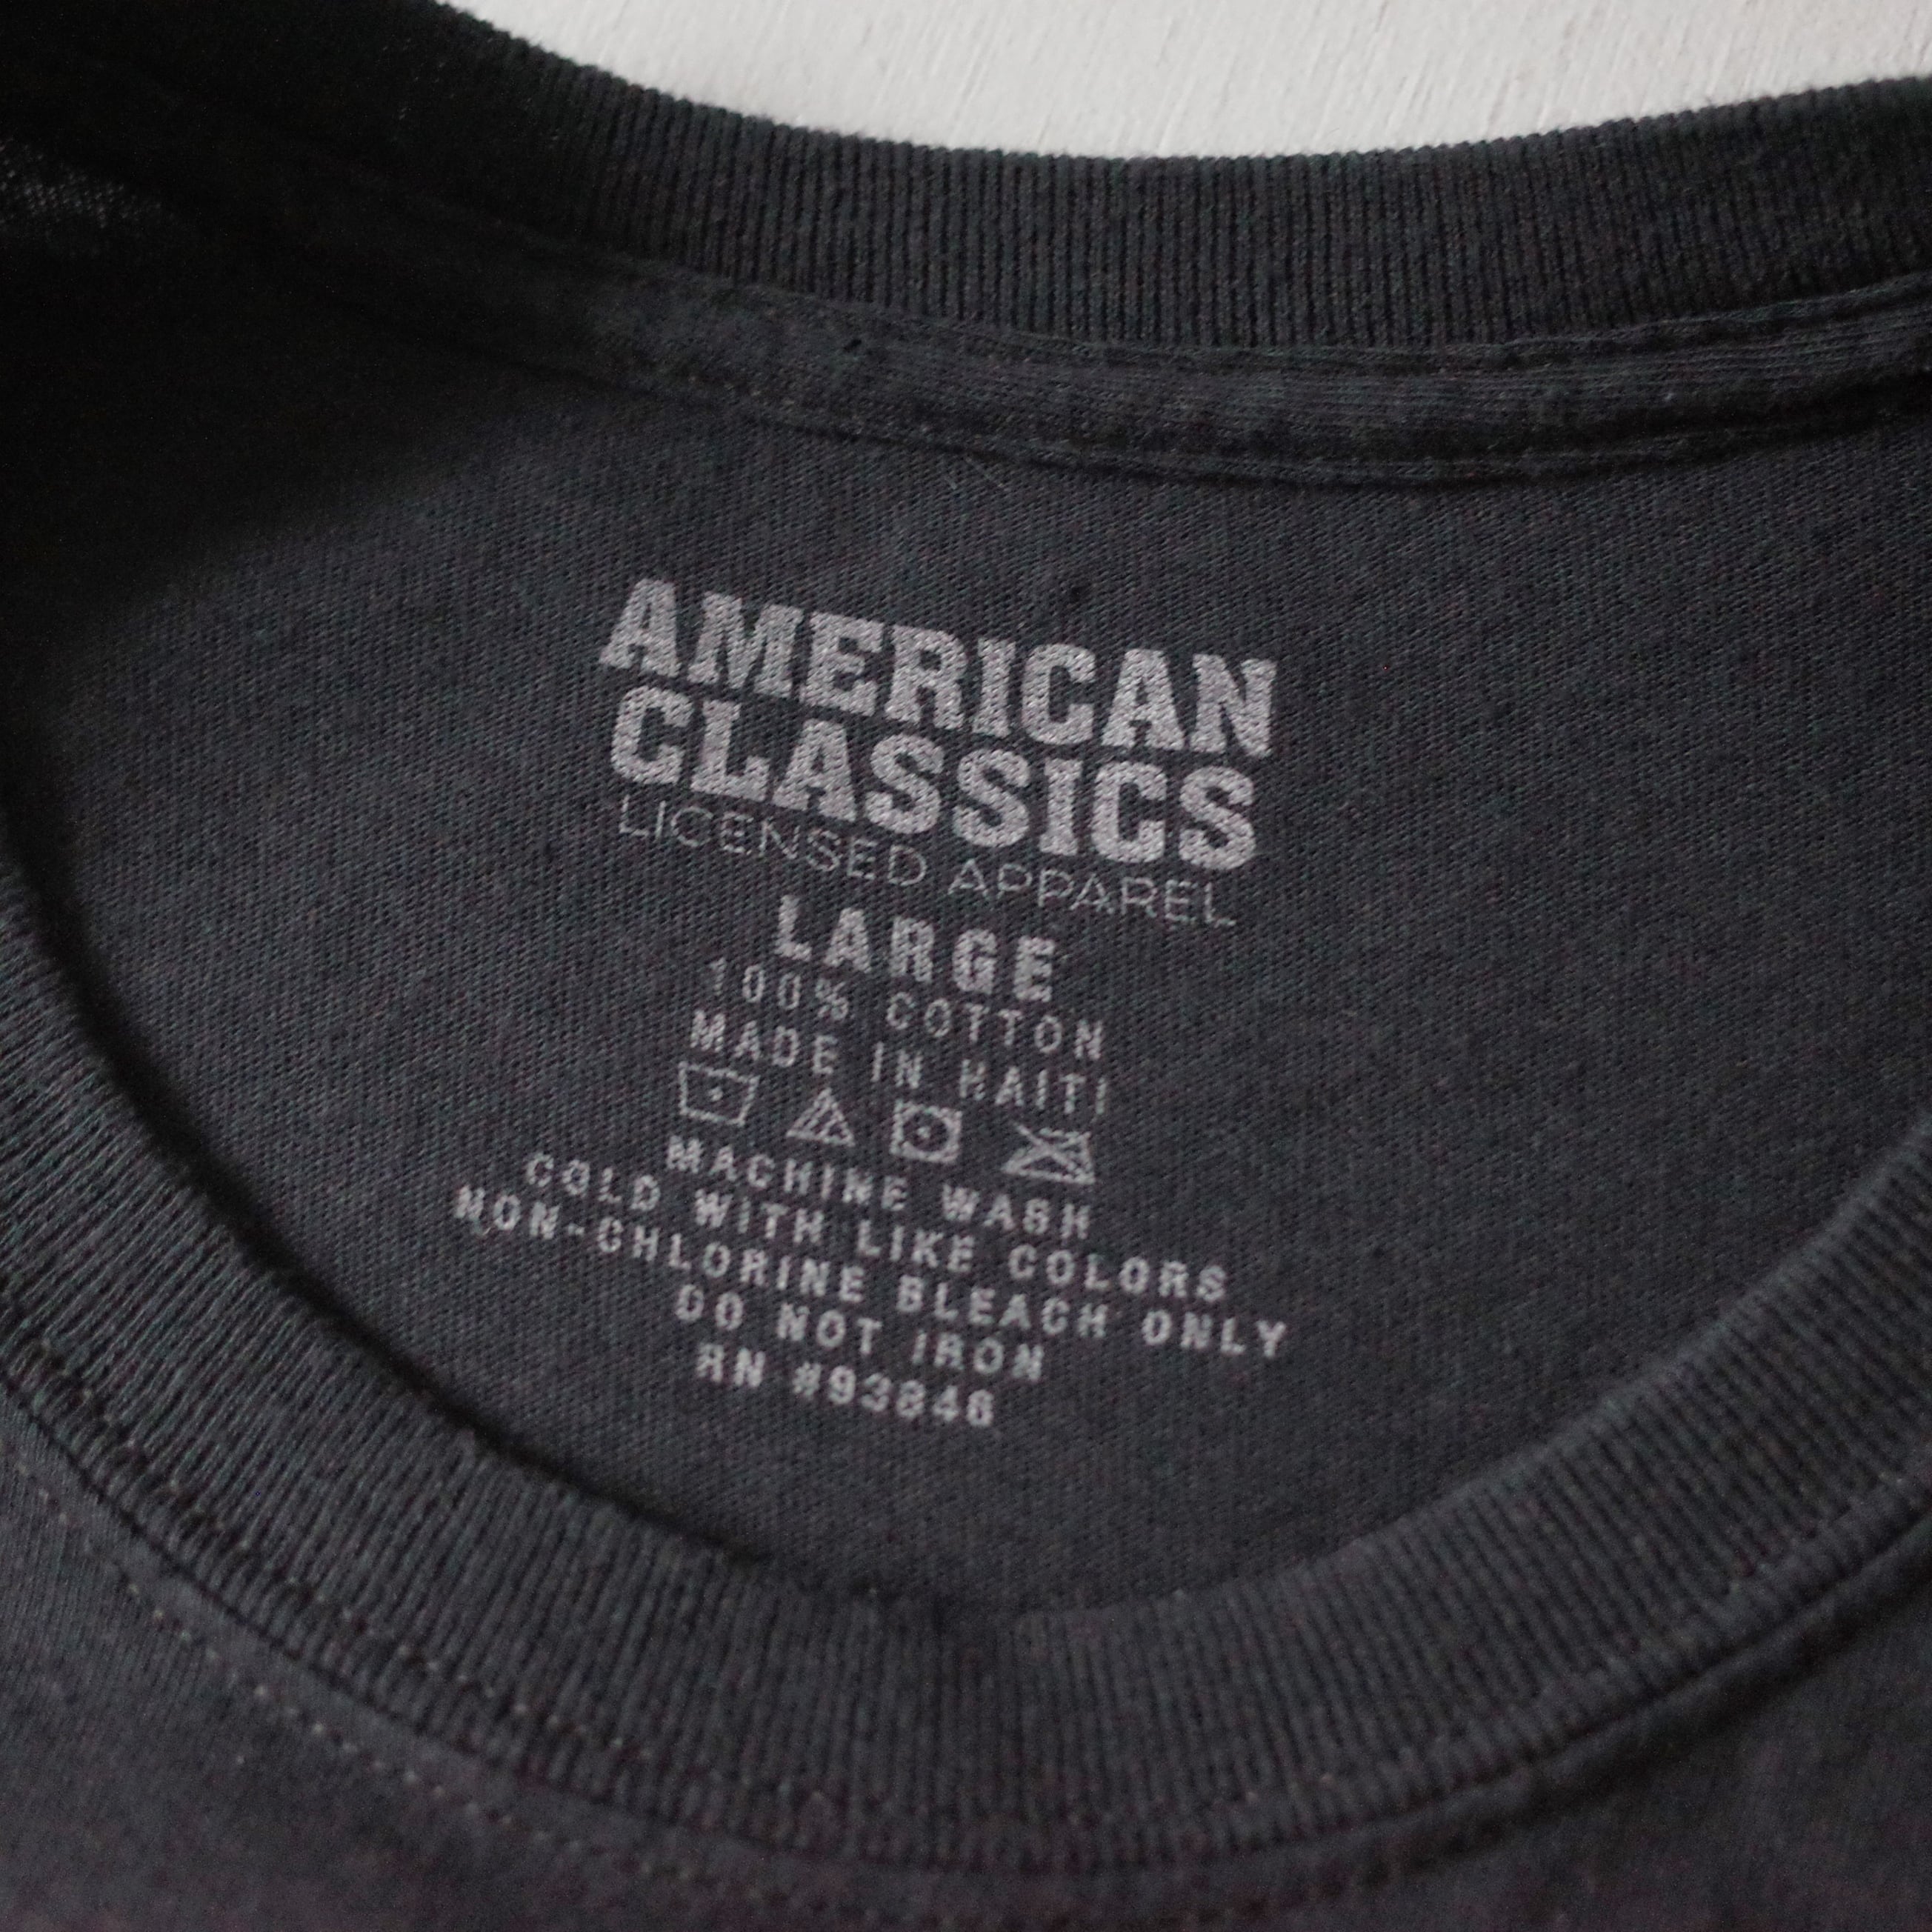 AMERICAN
CLASSICS
LICENSED APPAREL
LARGE
100% COTTON
MADE IN HAITI
MACHINE WASH
COLD WITH LIKE COLORS
NON-CHLORINE BLEACH ONLY
DO NOT IRON
RN #93846